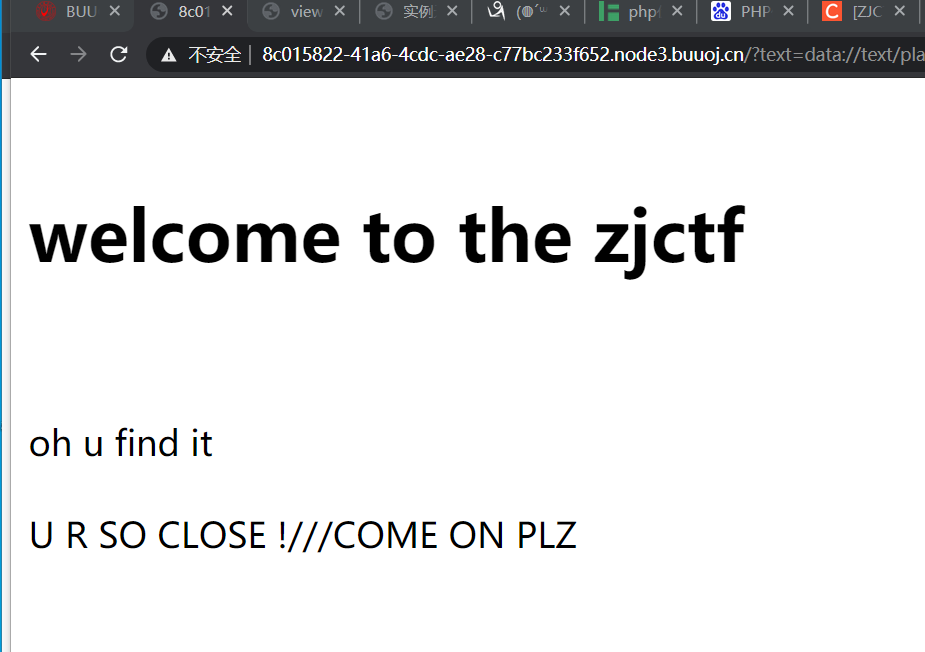 BUU
8c01
view
实例
php
PHP
[ZJC
不安全 | 8c015822-41a6-4cdc-ae28-c77bc233f652.node3.buuoj.cn/?text=data://text/pla
welcome to the zjctf
oh u find it
U R SO CLOSE !///COME ON PLZ